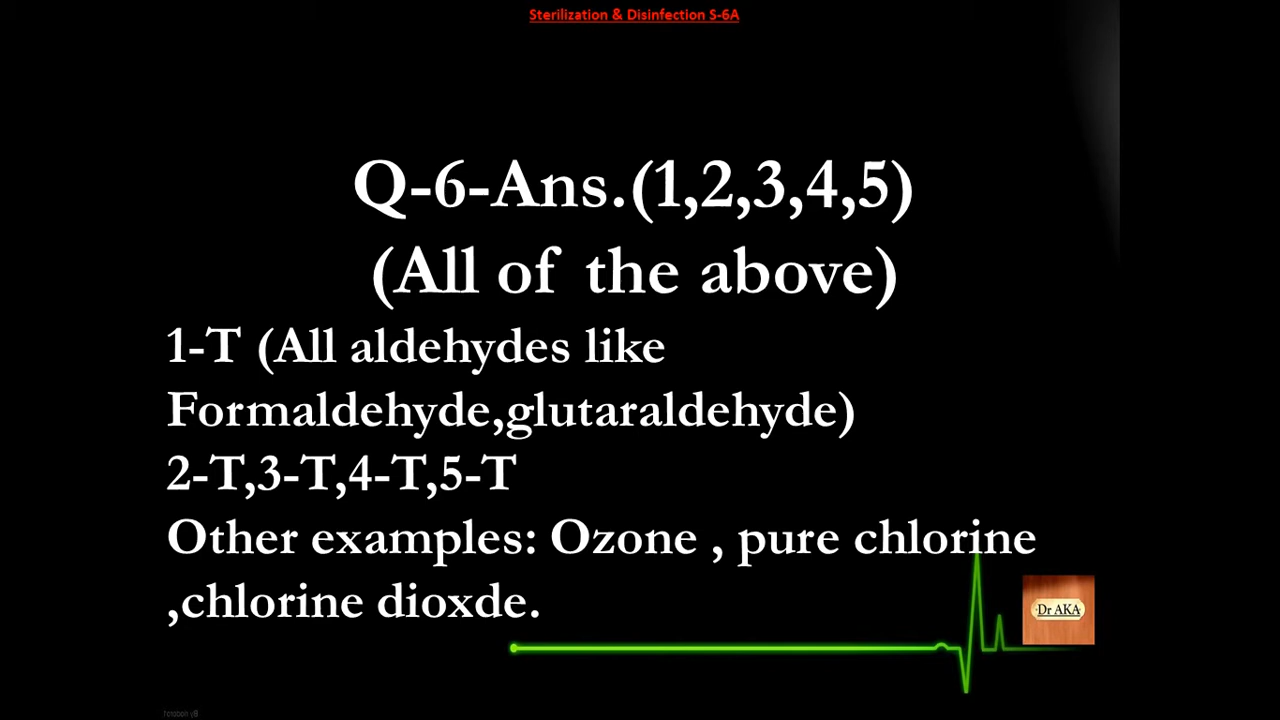 Sterilization & Disinfection S-6A
Q-6-Ans.(1,2,3,4,5)
(All of the above)
1-T (All aldehydes like
Formaldehyde,glutaraldehyde)
2-T,3-T,4-T,5-T
Other examples: Ozone , pure chlorine
,chlorine dioxde.
Dr AKA